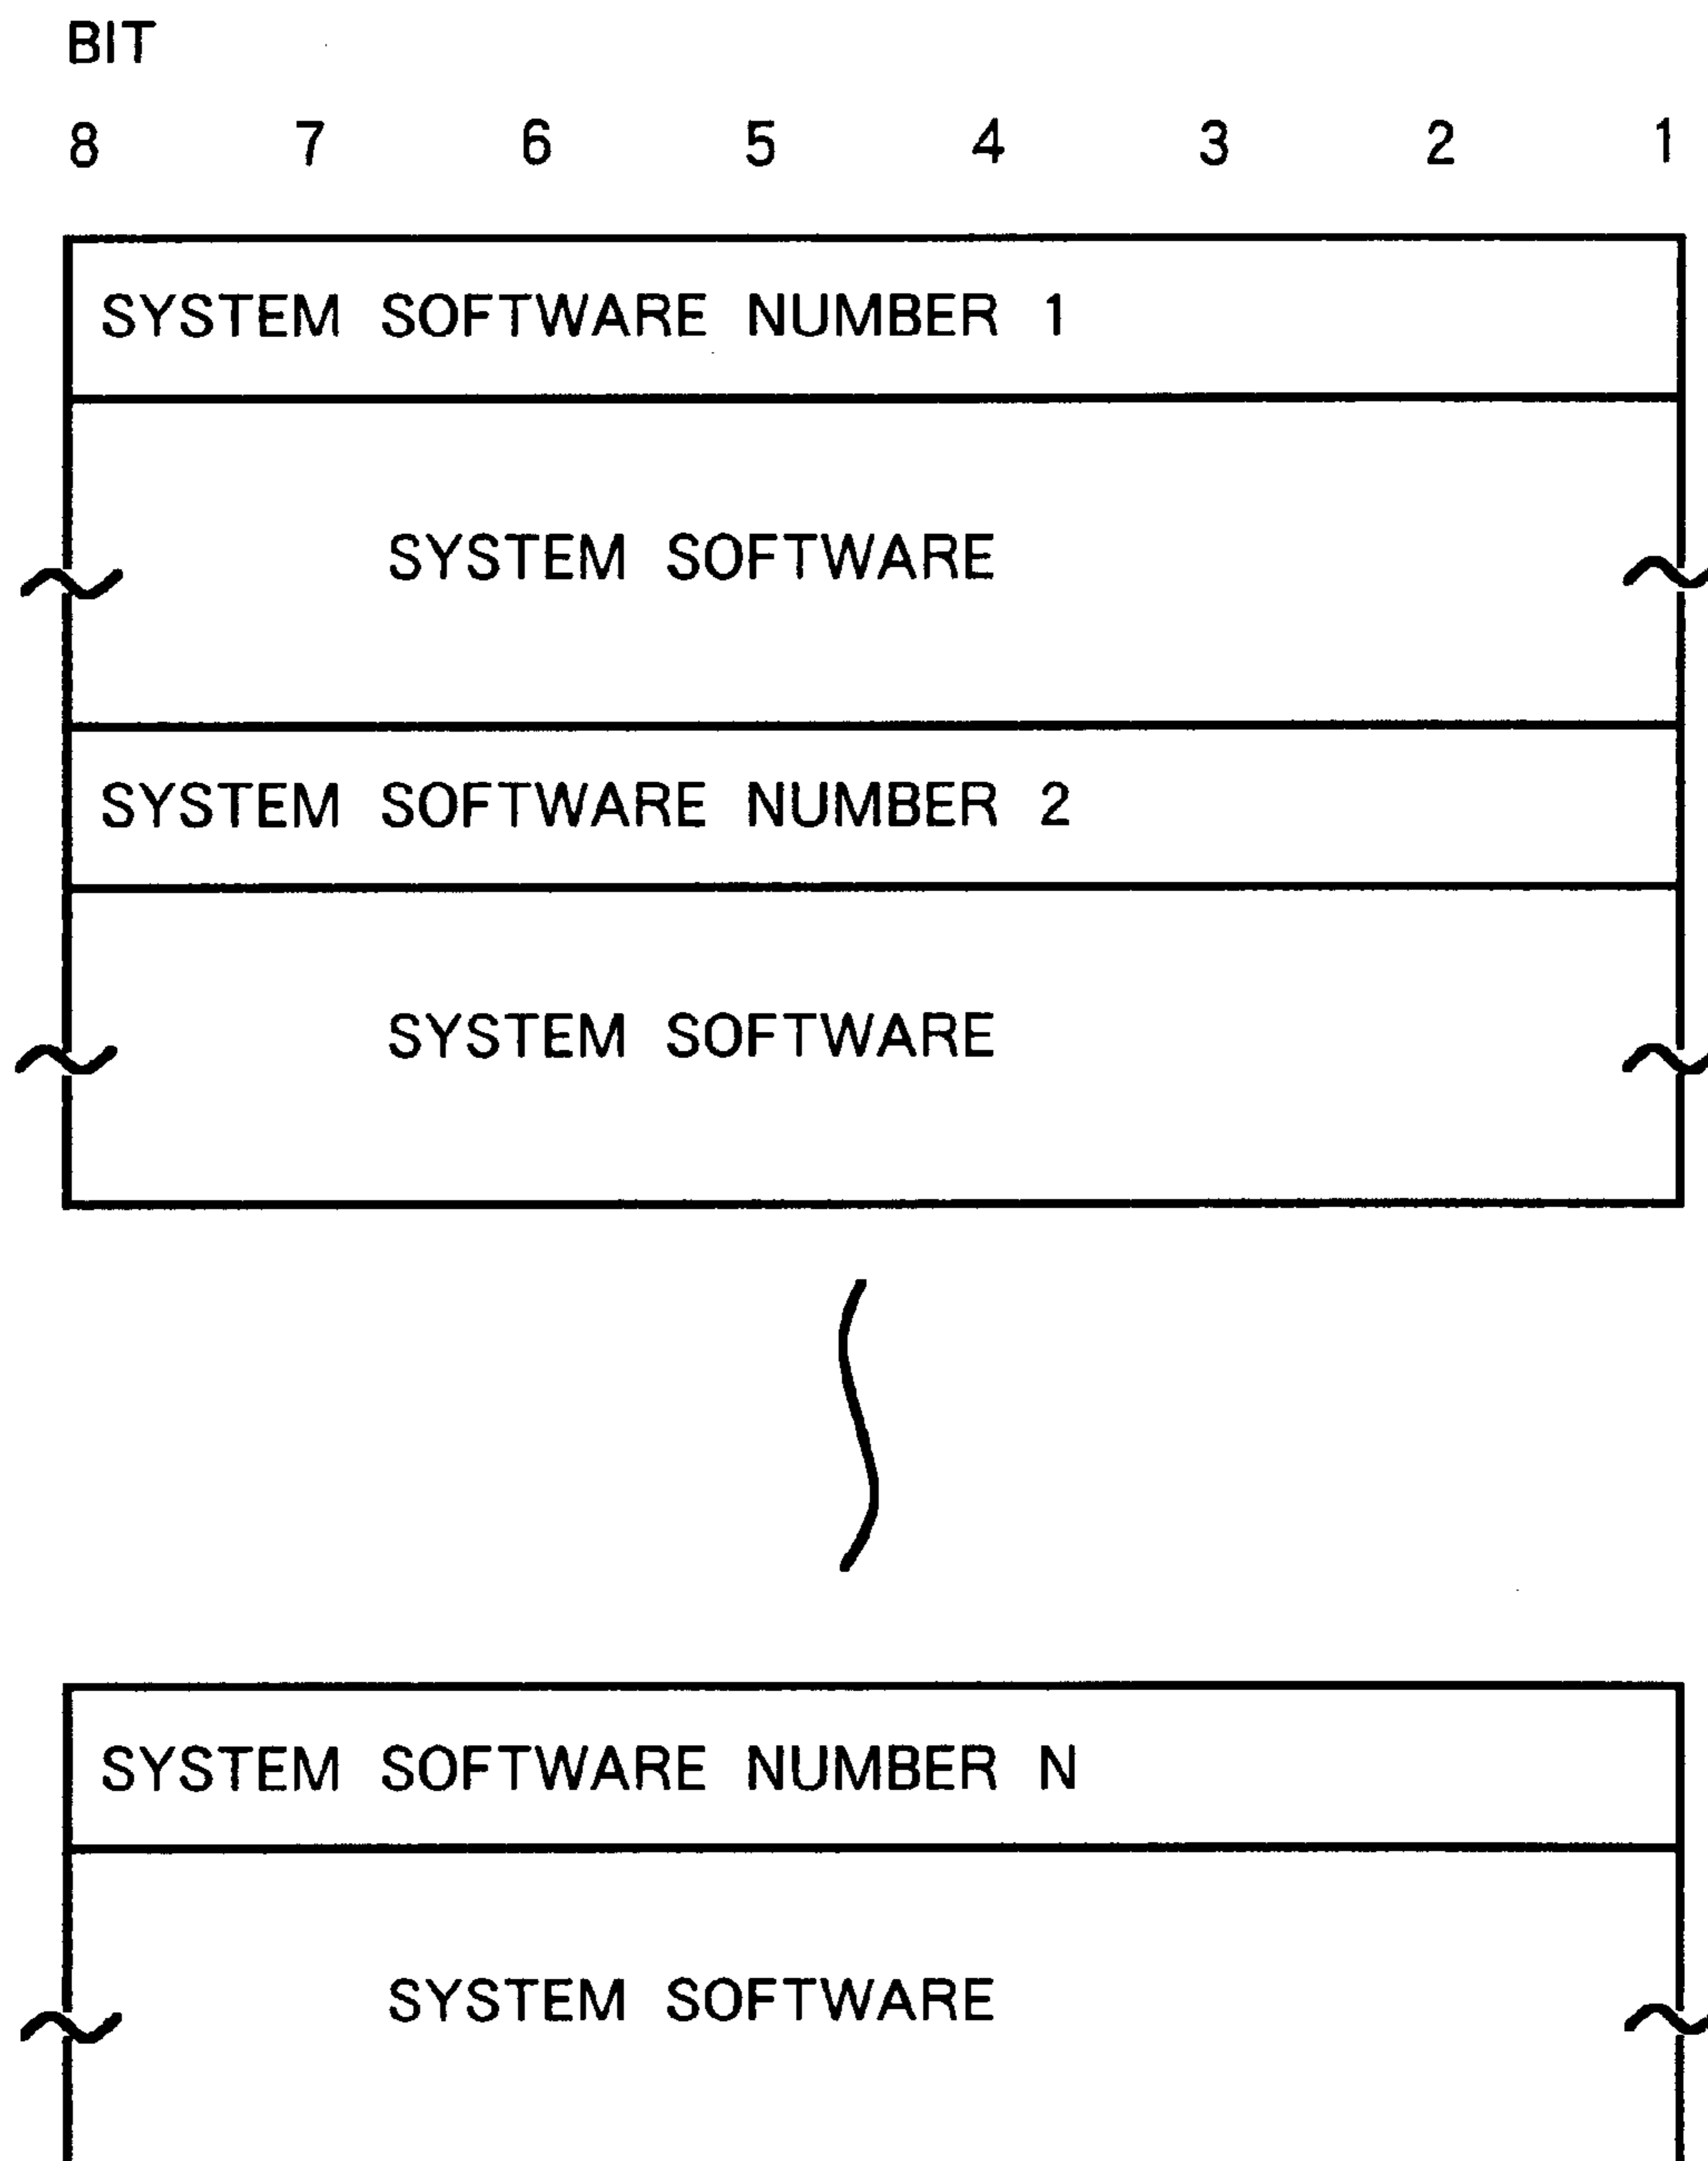 BIT
8 7 6 5 4 3 2 1
SYSTEM SOFTWARE NUMBER 1
SYSTEM SOFTWARE
SYSTEM SOFTWARE NUMBER 2
SYSTEM SOFTWARE
SYSTEM SOFTWARE NUMBER N
SYSTEM SOFTWARE